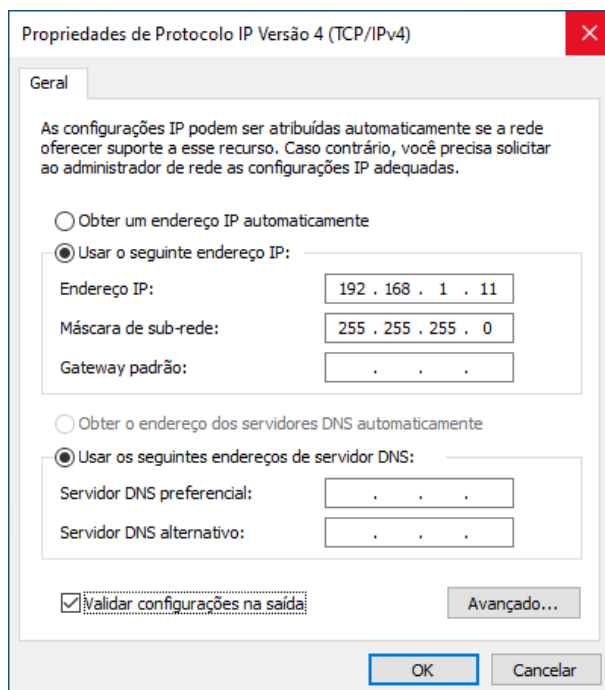 Propriedades de Protocolo IP Versão 4 (TCP/IPv4)
Geral
As configurações IP podem ser atribuídas automaticamente se a rede
oferecer suporte a esse recurso. Caso contrário, você precisa solicitar
ao administrador de rede as configurações IP adequadas.
Obter um endereço IP automaticamente
Usar o seguinte endereço IP:
Endereço IP: 192 . 168 . 1 . 11
Máscara de sub-rede: 255 . 255 . 255 . 0
Gateway padrão: . . .
Obter o endereço dos servidores DNS automaticamente
Usar os seguintes endereços de servidor DNS:
Servidor DNS preferencial: . . .
Servidor DNS alternativo: . . .
Validar configurações na saída Avançado...
OK Cancelar